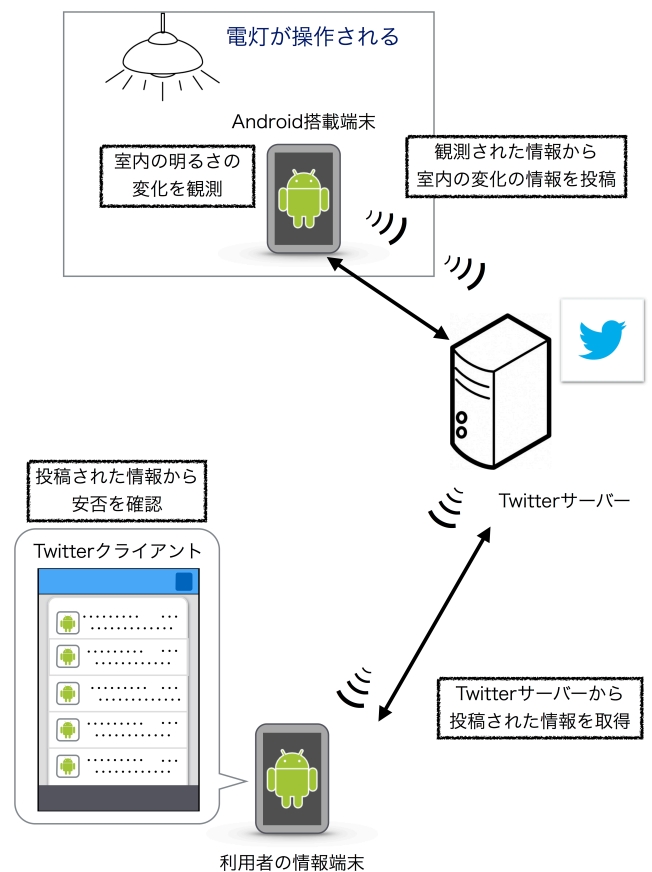 電灯が操作される
Android搭載端末
室内の明るさの
変化を観測
観測された情報から
室内の変化の情報を投稿
Twitterサーバー
投稿された情報から
安否を確認
Twitterクライアント
Twitterサーバーから
投稿された情報を取得
利用者の情報端末